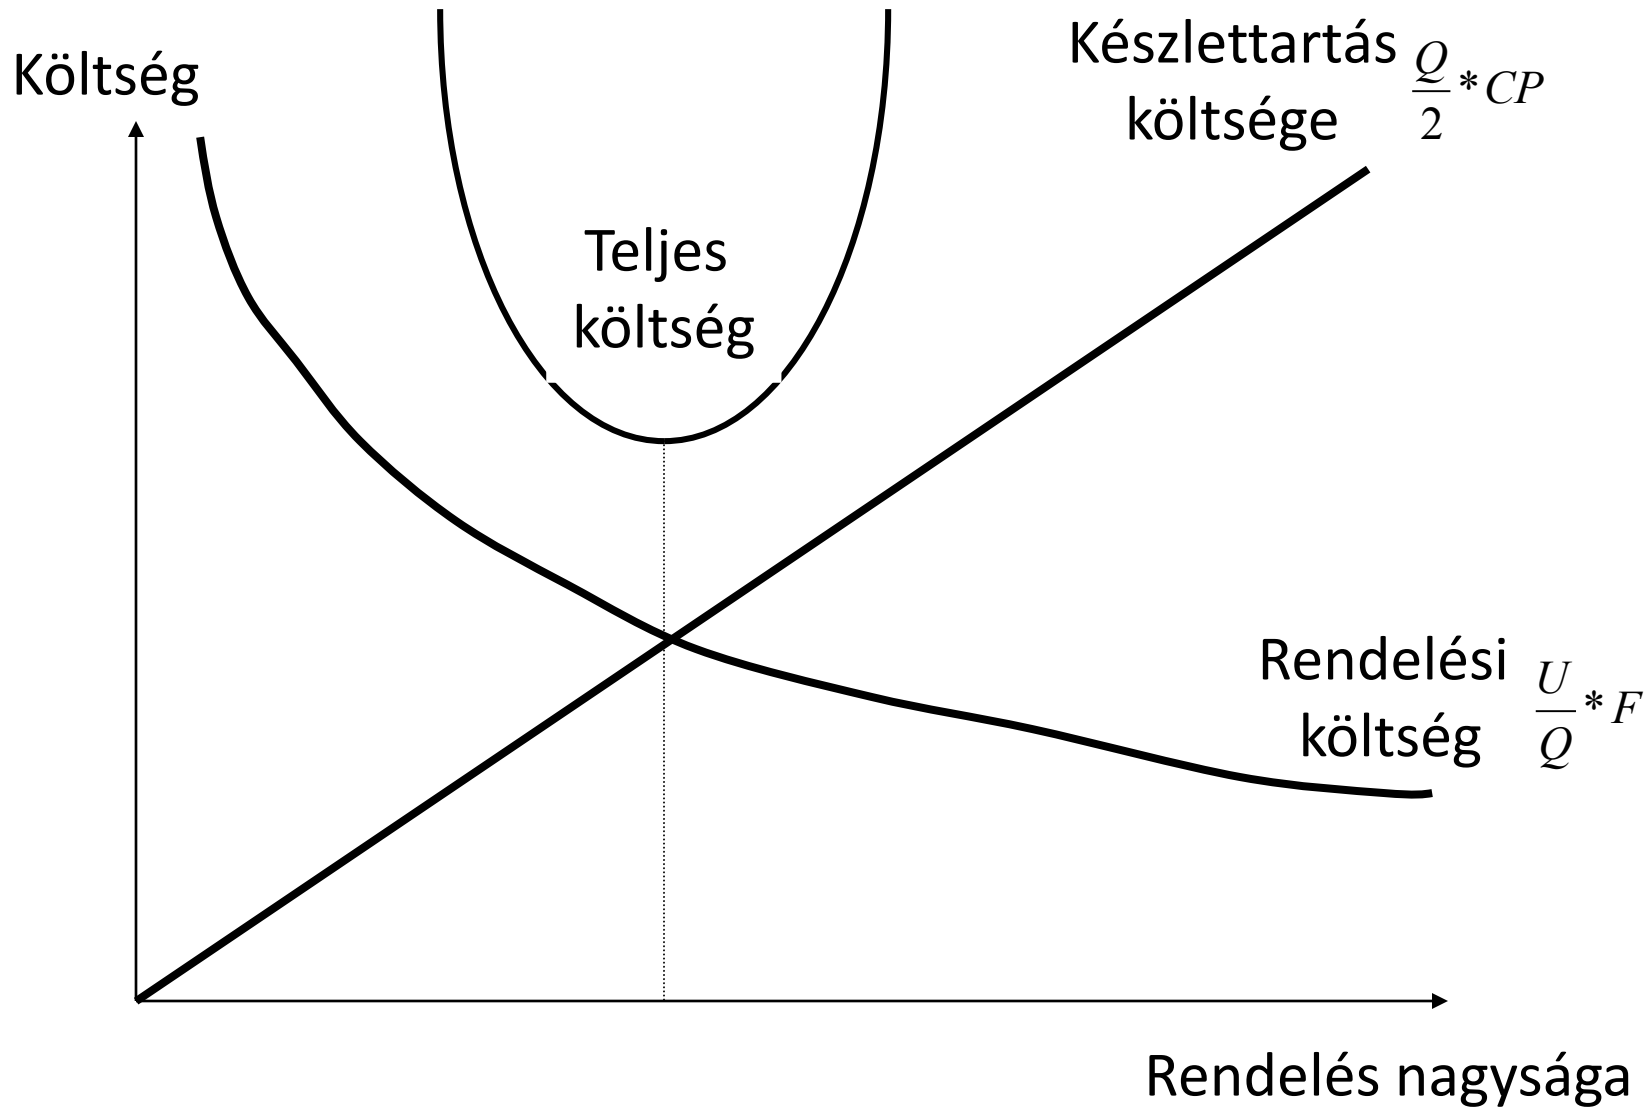 Költség
Készlettartás
költsége
Q
2
*CP
Teljes
költség
Rendelési
költség
U
Q
*F
Rendelés nagysága